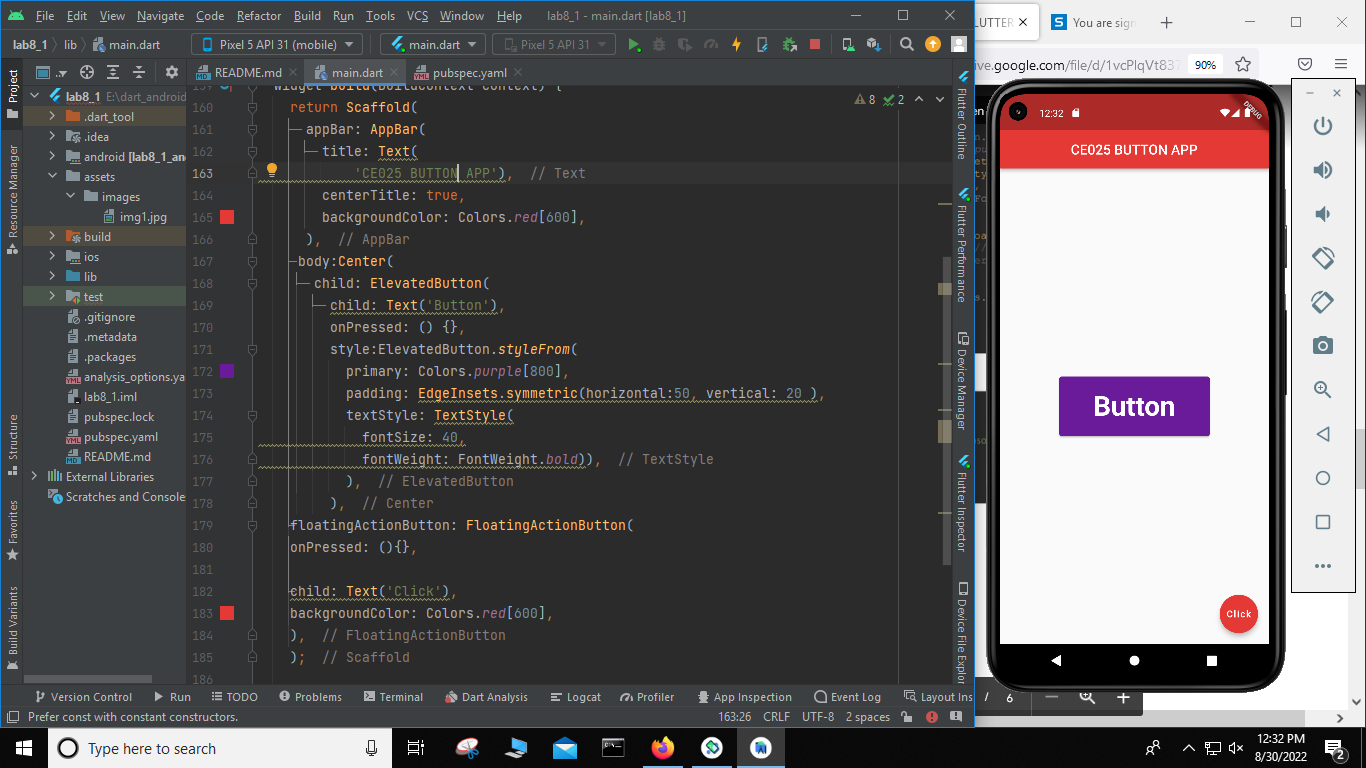 File Edit View Navigate Code Refactor Build Run Tools VCS Window Help lab8_1 - main.dart [lab8_1]
lab8_1 lib main.dart Pixel 5 API 31 (mobile) main.dart Pixel 5 API 31
README.md main.dart pubspec.yaml
Project
Resource Manager
Structure
Favorites
Build Variants
lab8_1 E:\dart_android
.dart_tool
.idea
android [lab8_1_an
assets
images
img1.jpg
build
ios
lib
test
.gitignore
.metadata
.packages
analysis_options.ya
lab8_1.iml
pubspec.lock
pubspec.yaml
README.md
External Libraries
Scratches and Console
8 2
159 Widget build(BuildContext context) {
160 return Scaffold(
161 appBar: AppBar(
162 title: Text(
163 'CE025 BUTTON APP'), // Text
164 centerTitle: true,
165 backgroundColor: Colors.red[600],
166 ), // AppBar
167 body:Center(
168 child: ElevatedButton(
169 child: Text('Button'),
170 onPressed: () {},
171 style:ElevatedButton.styleFrom(
172 primary: Colors.purple[800],
173 padding: EdgeInsets.symmetric(horizontal:50, vertical: 20 ),
174 textStyle: TextStyle(
175 fontSize: 40,
176 fontWeight: FontWeight.bold)), // TextStyle
177 ), // ElevatedButton
178 ), // Center
179 floatingActionButton: FloatingActionButton(
180 onPressed: (){},
181
182 child: Text('Click'),
183 backgroundColor: Colors.red[600],
184 ), // FloatingActionButton
185 ); // Scaffold
186
Flutter Outline
Flutter Performance
Device Manager
Flutter Inspector
Device File Explor
Version Control Run TODO Problems Terminal Dart Analysis Logcat Profiler App Inspection Event Log Layout Ins
Prefer const with constant constructors. 163:26 CRLF UTF-8 2 spaces
LUTTER
You are sign
ive.google.com/file/d/1vcPlqVt837 90%
12:32
DEBUG
CE025 BUTTON APP
Button
Click
/ 6
Type here to search
12:32 PM
8/30/2022
2